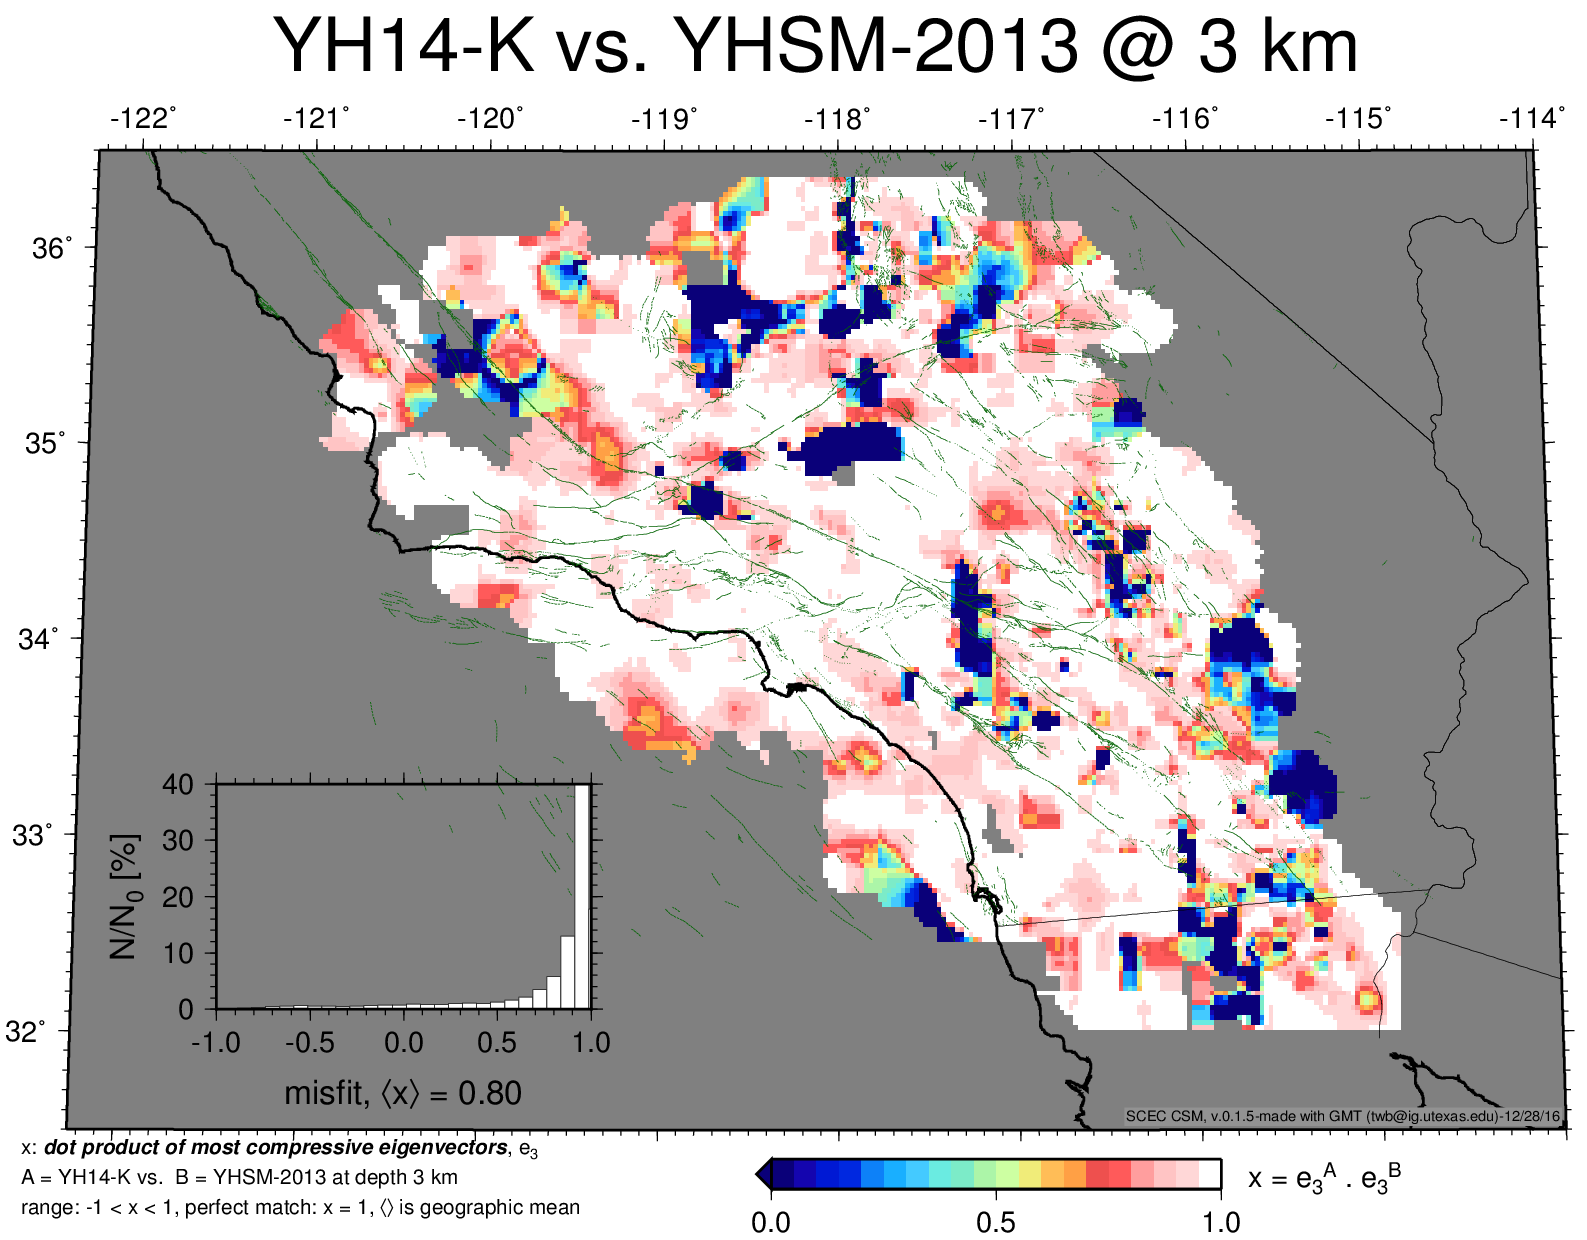 YH14-K vs. YHSM-2013 @ 3 km
-122˚ -121˚ -120˚ -119˚ -118˚ -117˚ -116˚ -115˚ -114˚
36˚
35˚
34˚
33˚
32˚
40
30
20
10
0
N/N0 [%]
-1.0 -0.5 0.0 0.5 1.0
misfit, ⟨x⟩ = 0.80
SCEC CSM, v.0.1.5-made with GMT (twb@ig.utexas.edu)-12/28/16
x: dot product of most compressive eigenvectors, e3
A = YH14-K vs. B = YHSM-2013 at depth 3 km
range: -1 < x < 1, perfect match: x = 1, ⟨⟩ is geographic mean
x = e3A . e3B
0.0 0.5 1.0